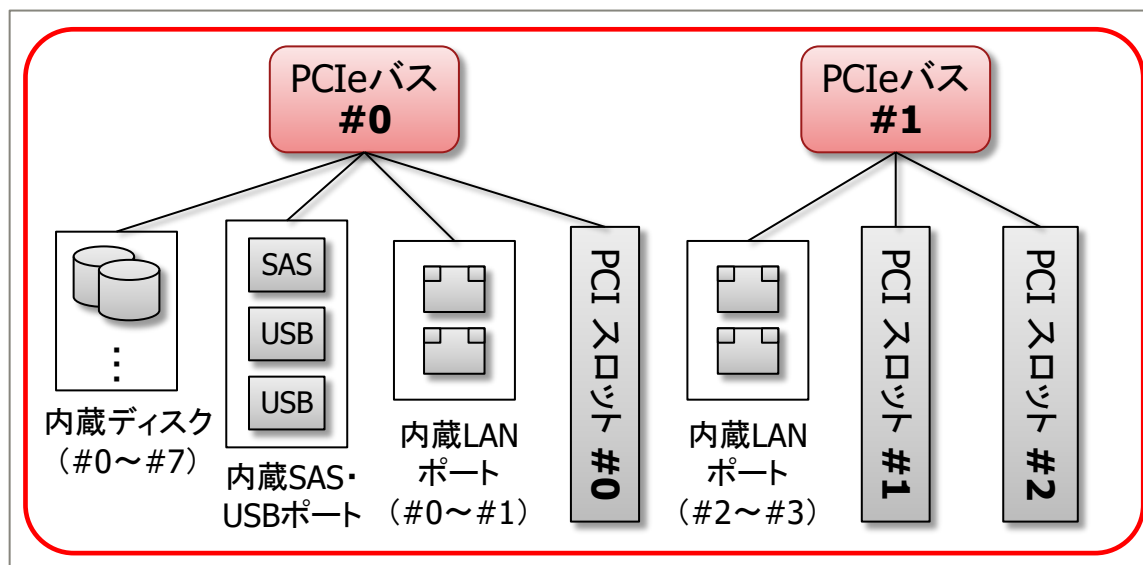 PCIeバス
#0
PCIeバス
#1
SAS
USB
USB
⋮
内蔵ディスク
(#0～#7)
内蔵SAS・
USBポート
内蔵LAN
ポート
(#0～#1)
PCI スロット #0
内蔵LAN
ポート
(#2～#3)
PCI スロット #1
PCI スロット #2